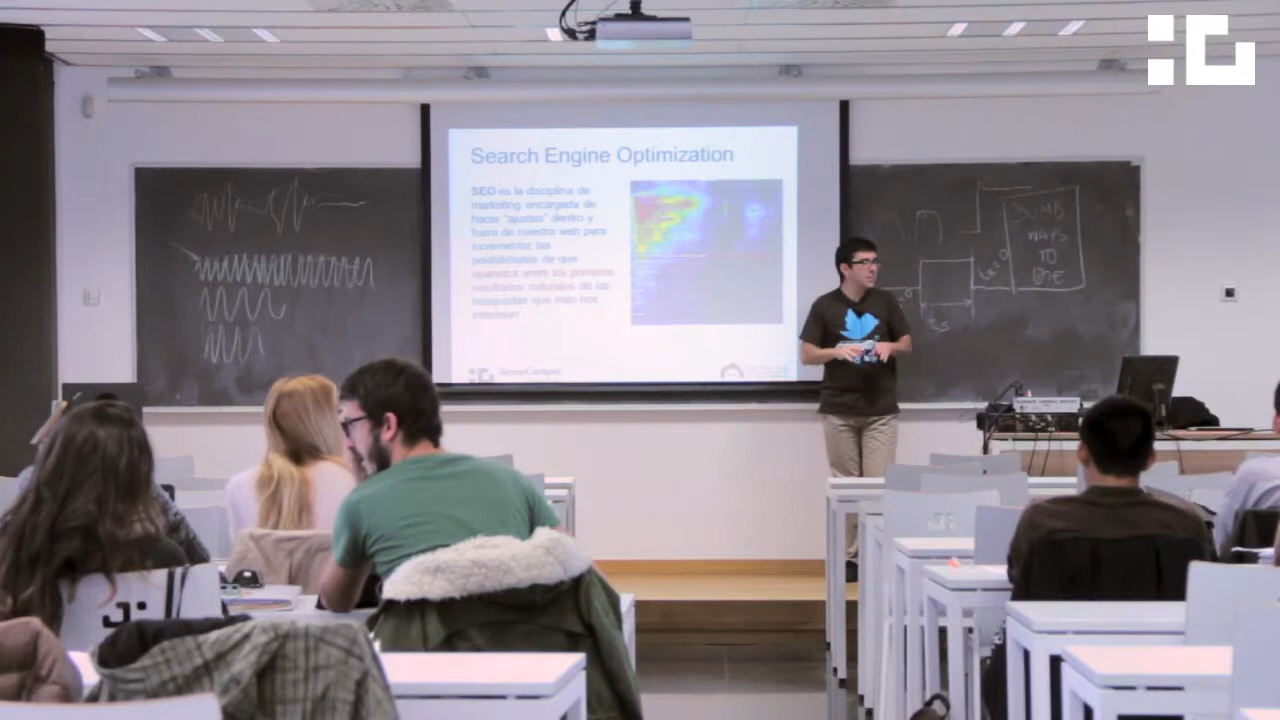 Search Engine Optimization
SEO es la disciplina de
marketing encargada de
hacer "ajustes" dentro y
fuera de nuestra web para
incrementar las
posibilidades de que
aparezca entre los primeros
resultados naturales de las
búsquedas que más nos
interesan
DUMB
WAYS
TO
DIE
ts